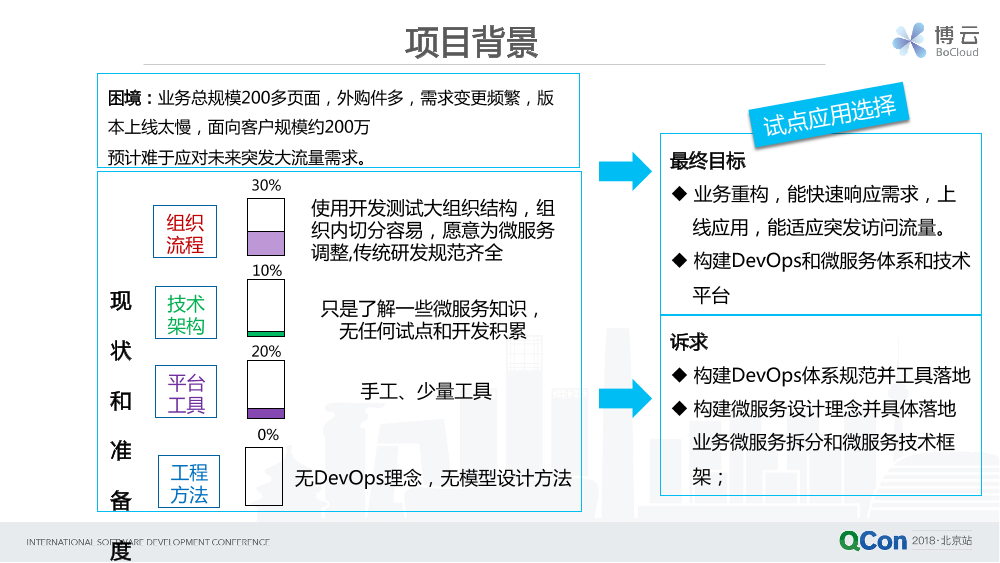 项目背景
博云
BoCloud
困境：业务总规模200多页面，外购件多，需求变更频繁，版
本上线太慢，面向客户规模约200万
预计难于应对未来突发大流量需求。
现
状
和
准
备
度
组织
流程
30%
使用开发测试大组织结构，组
织内切分容易，愿意为微服务
调整,传统研发规范齐全
技术
架构
10%
只是了解一些微服务知识，
无任何试点和开发积累
平台
工具
20%
手工、少量工具
工程
方法
0%
无DevOps理念，无模型设计方法
试点应用选择
最终目标
◆ 业务重构，能快速响应需求，上
线应用，能适应突发访问流量。
◆ 构建DevOps和微服务体系和技术
平台
诉求
◆ 构建DevOps体系规范并工具落地
◆ 构建微服务设计理念并具体落地
业务微服务拆分和微服务技术框
架；
INTERNATIONAL SOFTWARE DEVELOPMENT CONFERENCE
QCon 2018·北京站